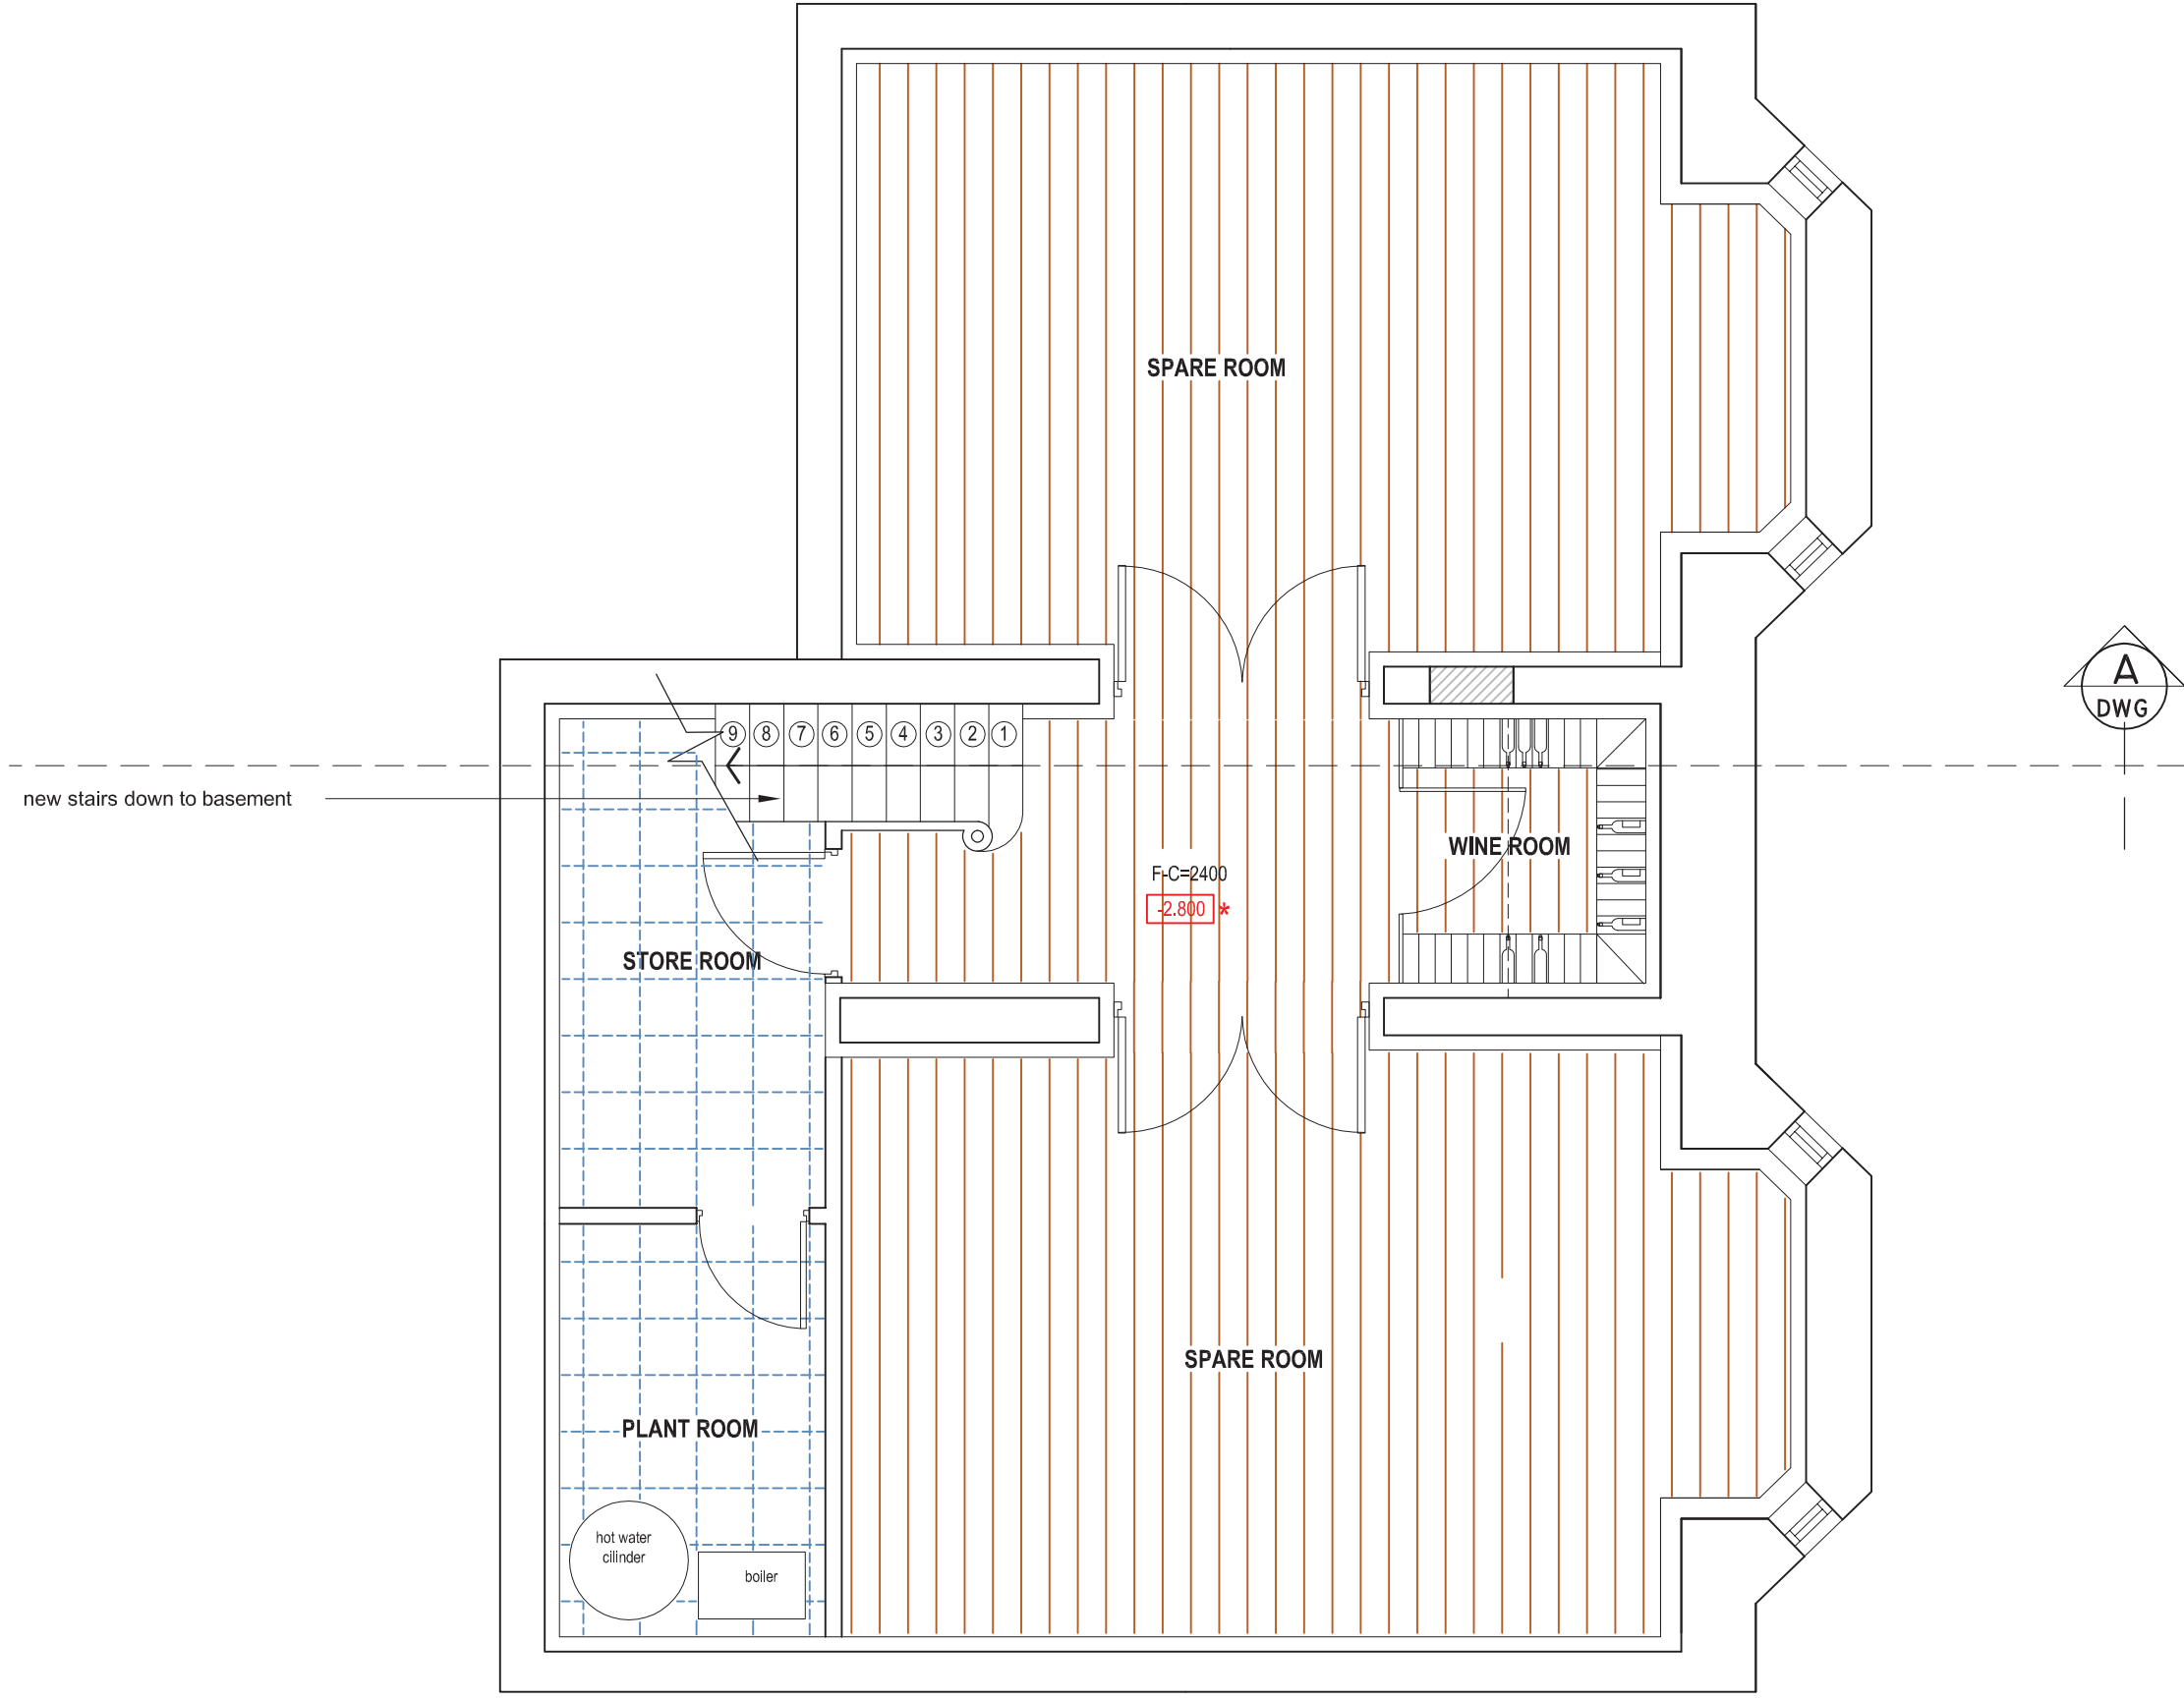 SPARE ROOM
A
DWG
9 8 7 6 5 4 3 2 1
new stairs down to basement
WINE ROOM
F-C=2400
-2.800 *
STORE ROOM
SPARE ROOM
PLANT ROOM
hot water
cilinder
boiler